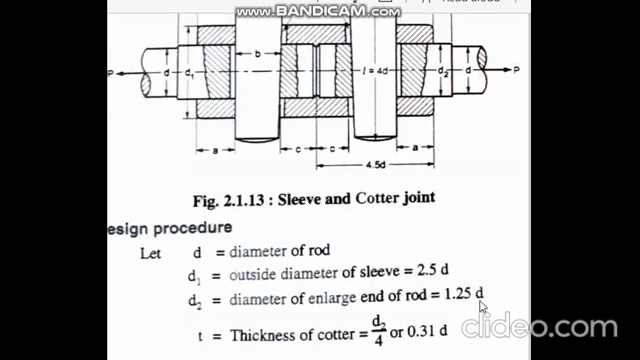 WWW.BANDICAM.COM
Read aloud
b
P
d
d₁
l = 4d
d₂
d
P
a
c
c
a
4.5d
Fig. 2.1.13 : Sleeve and Cotter joint
esign procedure
Let d = diameter of rod
d₁ = outside diameter of sleeve = 2.5 d
d₂ = diameter of enlarge end of rod = 1.25 d
t = Thickness of cotter = d₂/4 or 0.31 d
clideo.com